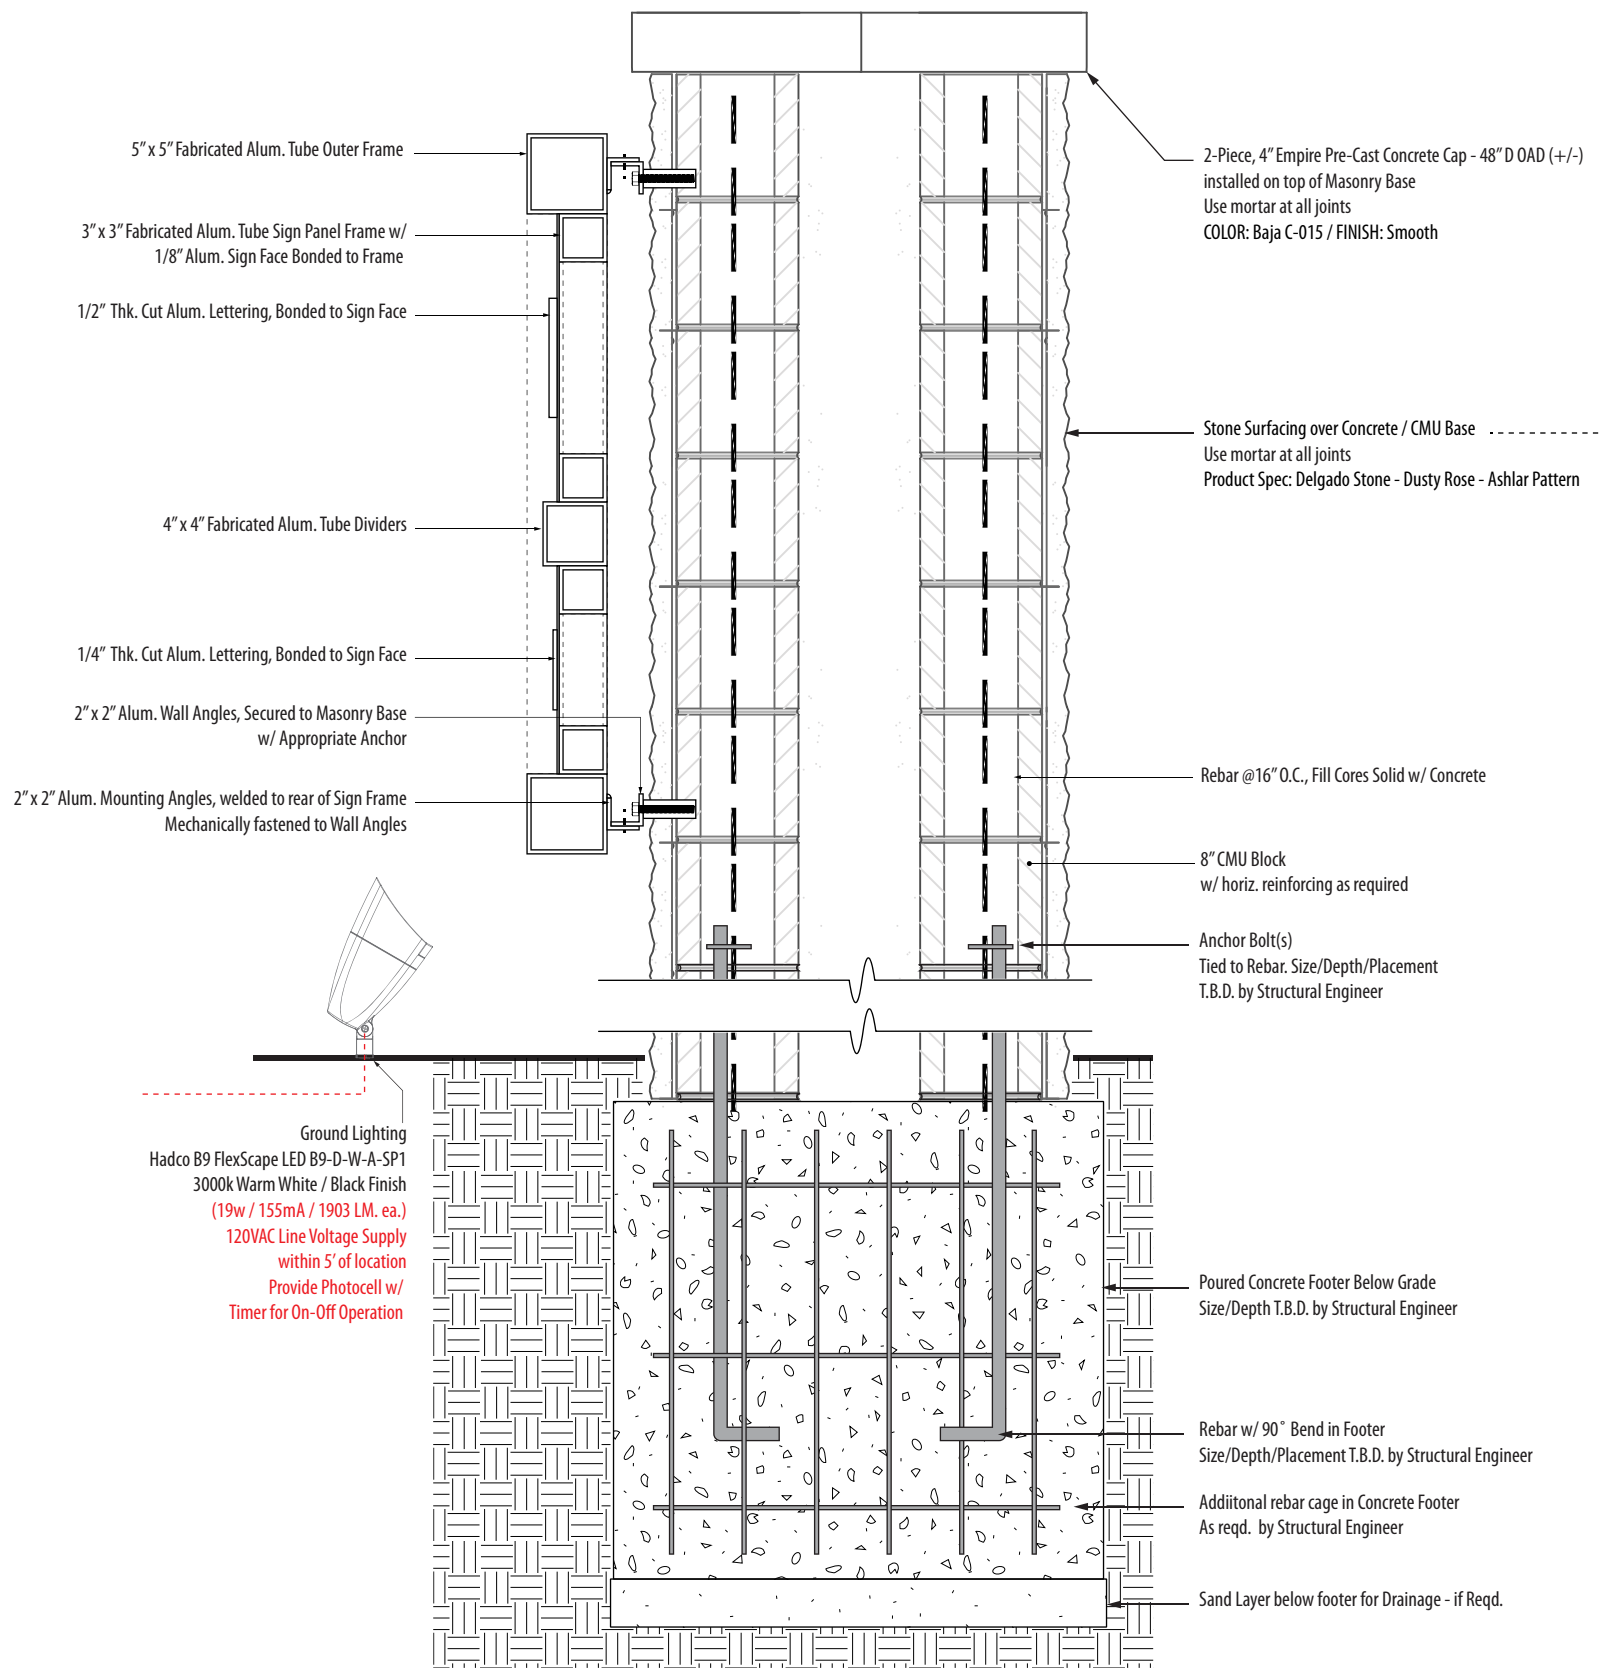 5" x 5" Fabricated Alum. Tube Outer Frame
3" x 3" Fabricated Alum. Tube Sign Panel Frame w/
1/8" Alum. Sign Face Bonded to Frame
1/2" Thk. Cut Alum. Lettering, Bonded to Sign Face
4" x 4" Fabricated Alum. Tube Dividers
1/4" Thk. Cut Alum. Lettering, Bonded to Sign Face
2" x 2" Alum. Wall Angles, Secured to Masonry Base
w/ Appropriate Anchor
2" x 2" Alum. Mounting Angles, welded to rear of Sign Frame
Mechanically fastened to Wall Angles
Ground Lighting
Hadco B9 FlexScape LED B9-D-W-A-SP1
3000k Warm White / Black Finish
(19w / 155mA / 1903 LM. ea.)
120VAC Line Voltage Supply
within 5' of location
Provide Photocell w/
Timer for On-Off Operation
2-Piece, 4" Empire Pre-Cast Concrete Cap - 48" D OAD (+/-)
installed on top of Masonry Base
Use mortar at all joints
COLOR: Baja C-015 / FINISH: Smooth
Stone Surfacing over Concrete / CMU Base
Use mortar at all joints
Product Spec: Delgado Stone - Dusty Rose - Ashlar Pattern
Rebar @16" O.C., Fill Cores Solid w/ Concrete
8" CMU Block
w/ horiz. reinforcing as required
Anchor Bolt(s)
Tied to Rebar. Size/Depth/Placement
T.B.D. by Structural Engineer
Poured Concrete Footer Below Grade
Size/Depth T.B.D. by Structural Engineer
Rebar w/ 90˚ Bend in Footer
Size/Depth/Placement T.B.D. by Structural Engineer
Addiitonal rebar cage in Concrete Footer
As reqd. by Structural Engineer
Sand Layer below footer for Drainage - if Reqd.